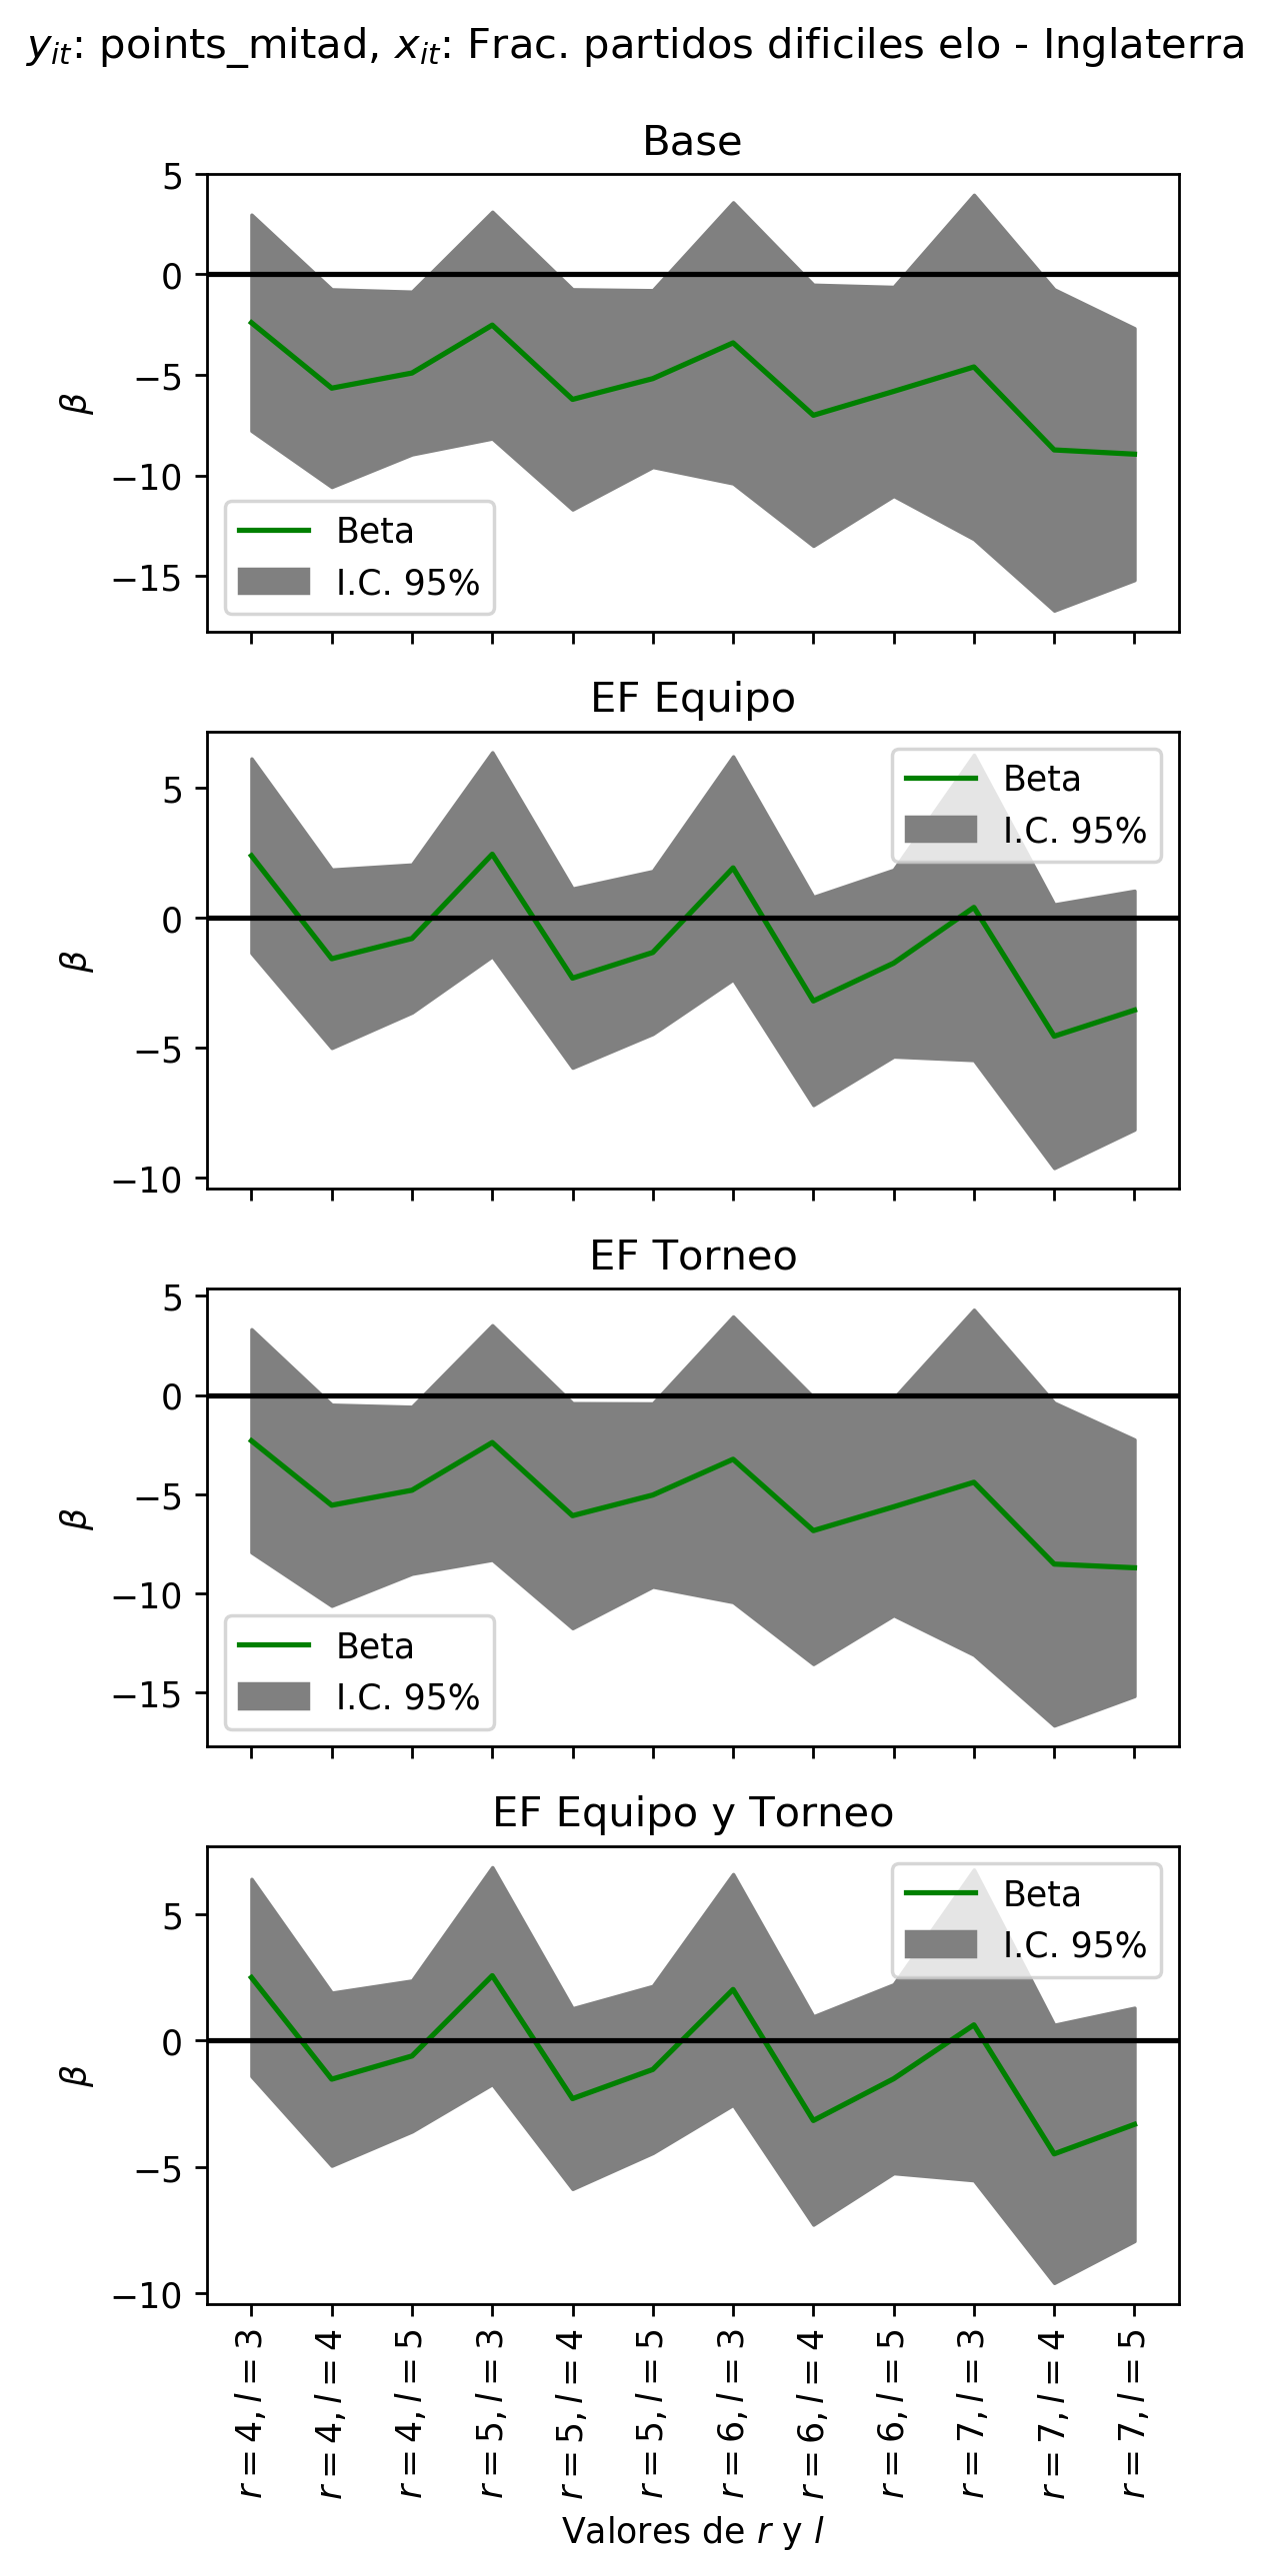 y_it: points_mitad, x_it: Frac. partidos dificiles elo - Inglaterra
Base
5
0
−5
−10
−15
β
Beta
I.C. 95%
EF Equipo
5
0
−5
−10
β
Beta
I.C. 95%
EF Torneo
5
0
−5
−10
−15
β
Beta
I.C. 95%
EF Equipo y Torneo
5
0
−5
−10
β
Beta
I.C. 95%
r = 4, l = 3
r = 4, l = 4
r = 4, l = 5
r = 5, l = 3
r = 5, l = 4
r = 5, l = 5
r = 6, l = 3
r = 6, l = 4
r = 6, l = 5
r = 7, l = 3
r = 7, l = 4
r = 7, l = 5
Valores de r y l